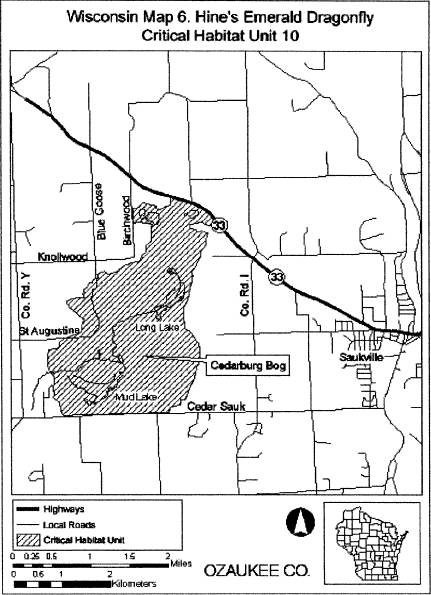 Wisconsin Map 6. Hine's Emerald Dragonfly
Critical Habitat Unit 10
33
Blue Goose
Birchwood
Knollwood
Co. Rd. Y
Co. Rd. I
33
St Augustine
Long Lake
Saukville
Cedarburg Bog
Mud Lake
Cedar Sauk
Highways
Local Roads
Critical Habitat Unit
0 0.25 0.5 1 1.5 2
Miles
0 0.5 1 2
Kilometers
OZAUKEE CO.